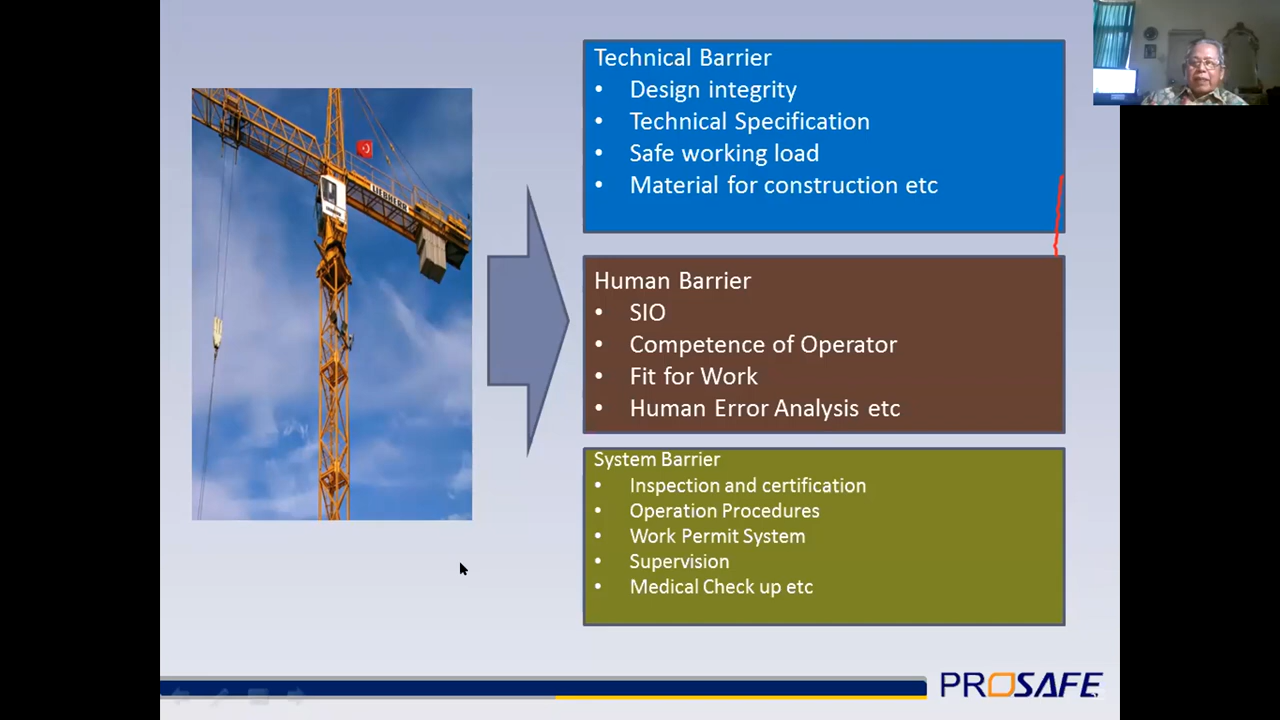 Technical Barrier
• Design integrity
• Technical Specification
• Safe working load
• Material for construction etc
LIEBHERR
Human Barrier
• SIO
• Competence of Operator
• Fit for Work
• Human Error Analysis etc
System Barrier
• Inspection and certification
• Operation Procedures
• Work Permit System
• Supervision
• Medical Check up etc
PROSAFE